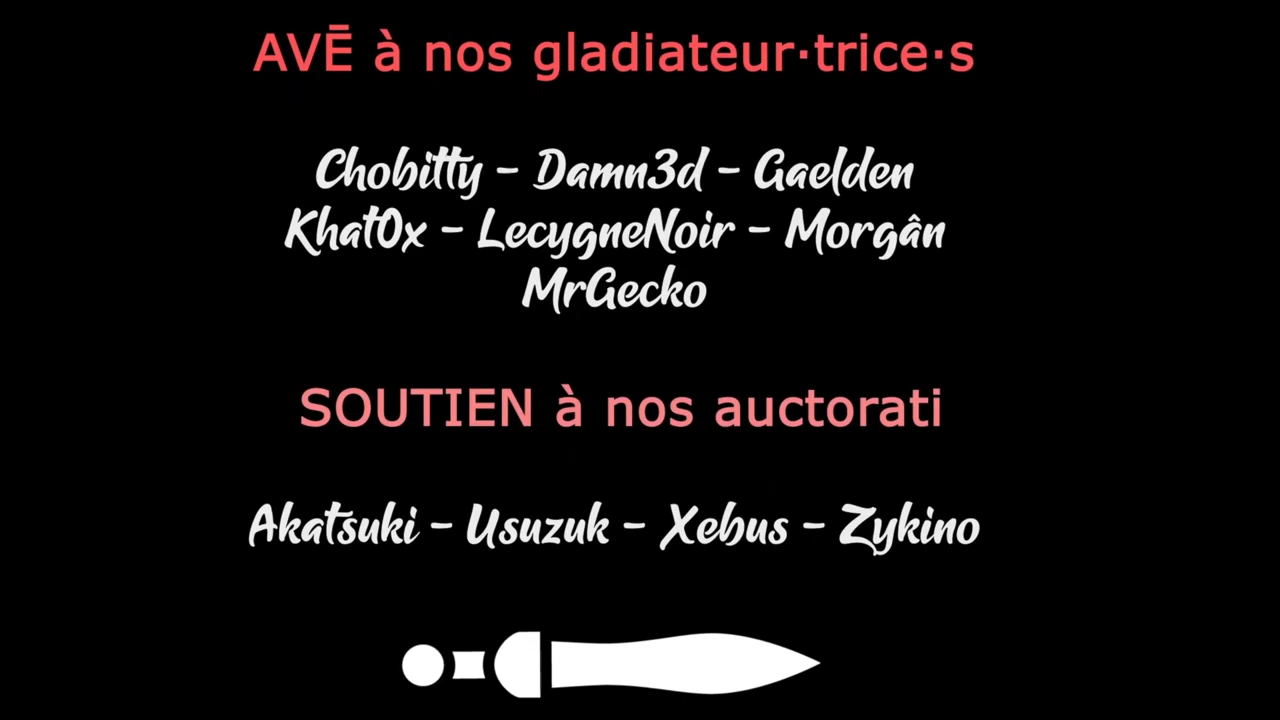 AVĒ à nos gladiateur·trice·s
Chobitty - Damn3d - Gaelden
Khat0x - LecygneNoir - Morgân
MrGecko
SOUTIEN à nos auctorati
Akatsuki - Usuzuk - Xebus - Zykino